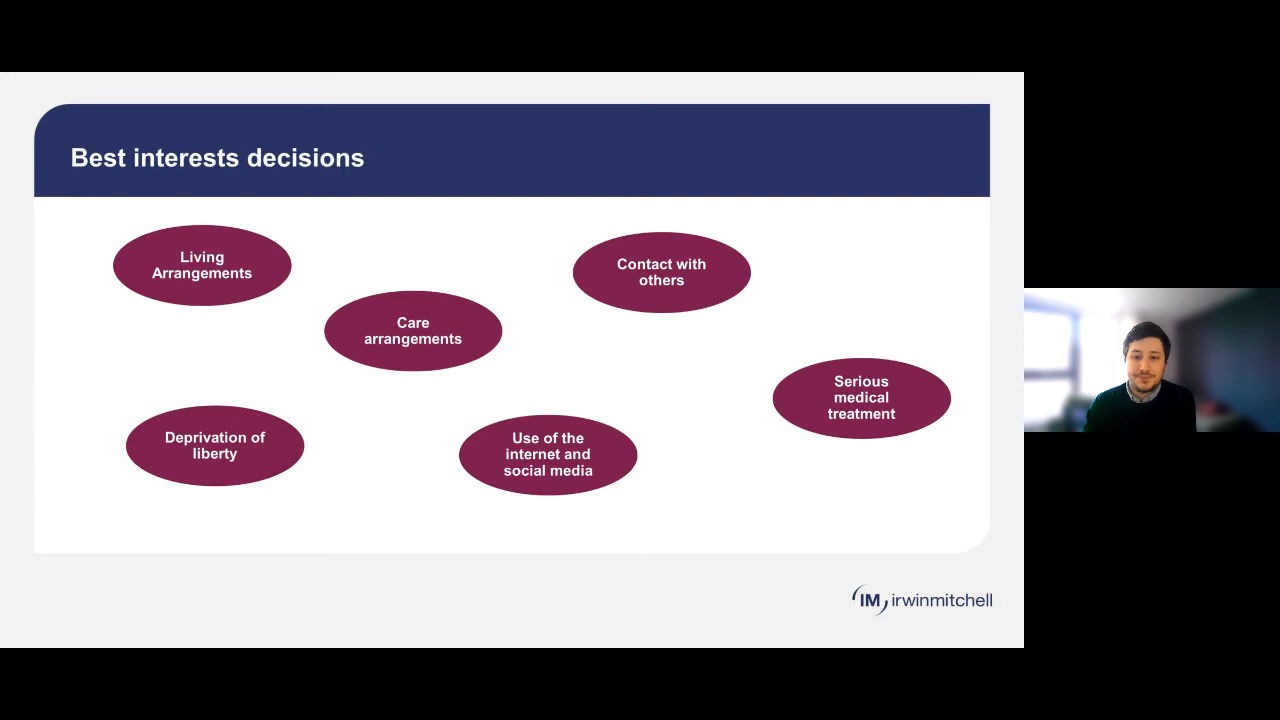 Best interests decisions
Living
Arrangements
Contact with
others
Care
arrangements
Serious
medical
treatment
Deprivation of
liberty
Use of the
internet and
social media
IM irwinmitchell